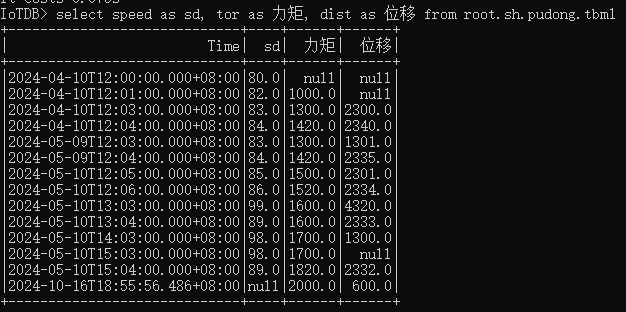 IoTDB> select speed as sd, tor as 力矩, dist as 位移 from root.sh.pudong.tbml
+-----------------------------+----+------+------+
|                         Time|  sd|  力矩|  位移|
+-----------------------------+----+------+------+
|2024-04-10T12:00:00.000+08:00|80.0|  null|  null|
|2024-04-10T12:01:00.000+08:00|82.0|1000.0|  null|
|2024-04-10T12:03:00.000+08:00|83.0|1300.0|2300.0|
|2024-04-10T12:04:00.000+08:00|84.0|1420.0|2340.0|
|2024-05-09T12:03:00.000+08:00|83.0|1300.0|1301.0|
|2024-05-09T12:04:00.000+08:00|84.0|1420.0|2335.0|
|2024-05-10T12:05:00.000+08:00|85.0|1500.0|2301.0|
|2024-05-10T12:06:00.000+08:00|86.0|1520.0|2334.0|
|2024-05-10T13:03:00.000+08:00|99.0|1600.0|4320.0|
|2024-05-10T13:04:00.000+08:00|89.0|1600.0|2333.0|
|2024-05-10T14:03:00.000+08:00|98.0|1700.0|1300.0|
|2024-05-10T15:03:00.000+08:00|98.0|1700.0|  null|
|2024-05-10T15:04:00.000+08:00|89.0|1820.0|2332.0|
|2024-10-16T18:55:56.486+08:00|null|2000.0| 600.0|
+-----------------------------+----+------+------+